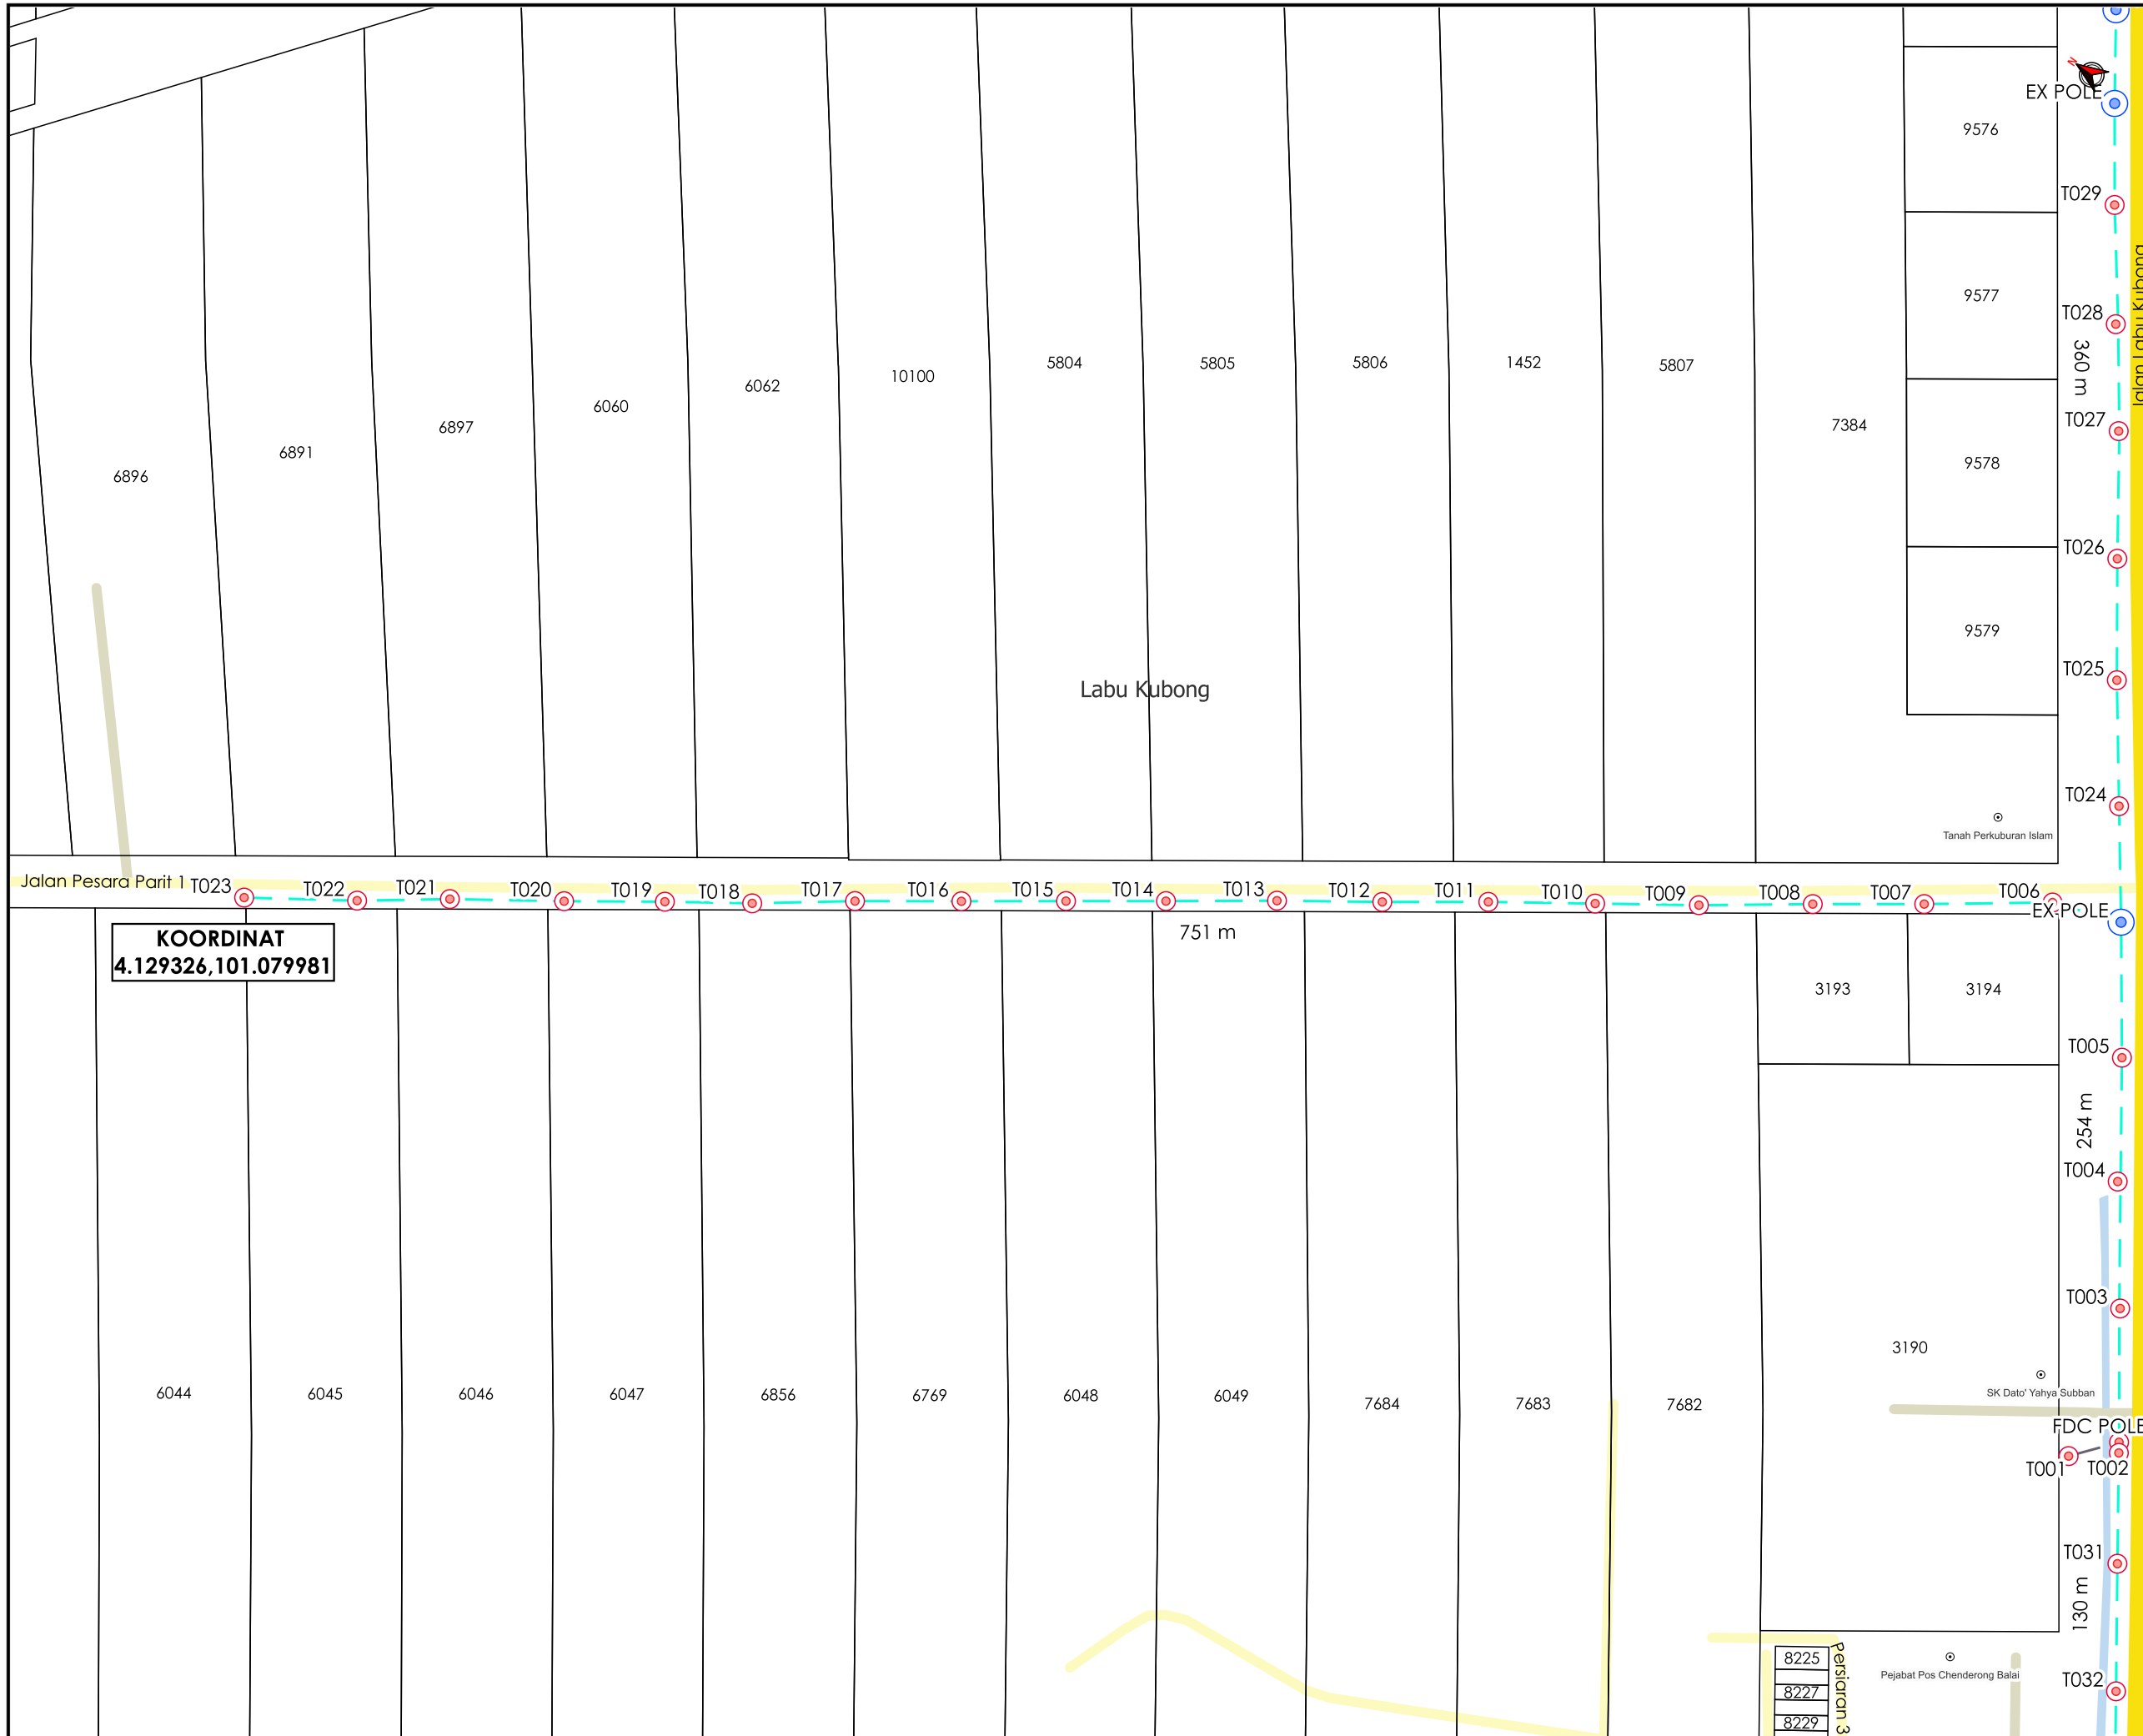 N
EX POLE
9576
T029
9577
T028
Jalan Labu Kubong
360 m
5804
5805
5806
1452
5807
10100
6062
6060
T027
7384
6897
6891
9578
6896
T026
9579
T025
Labu Kubong
T024
Tanah Perkuburan Islam
Jalan Pesara Parit 1
T023
T022
T021
T020
T019
T018
T017
T016
T015
T014
T013
T012
T011
T010
T009
T008
T007
T006
EX POLE
KOORDINAT
4.129326,101.079981
751 m
3193
3194
T005
254 m
T004
T003
3190
SK Dato' Yahya Subban
6044
6045
6046
6047
6856
6769
6048
6049
7684
7683
7682
FDC POLE
T001
T002
T031
130 m
Persiaran 3
8225
Pejabat Pos Chenderong Balai
T032
8227
8229